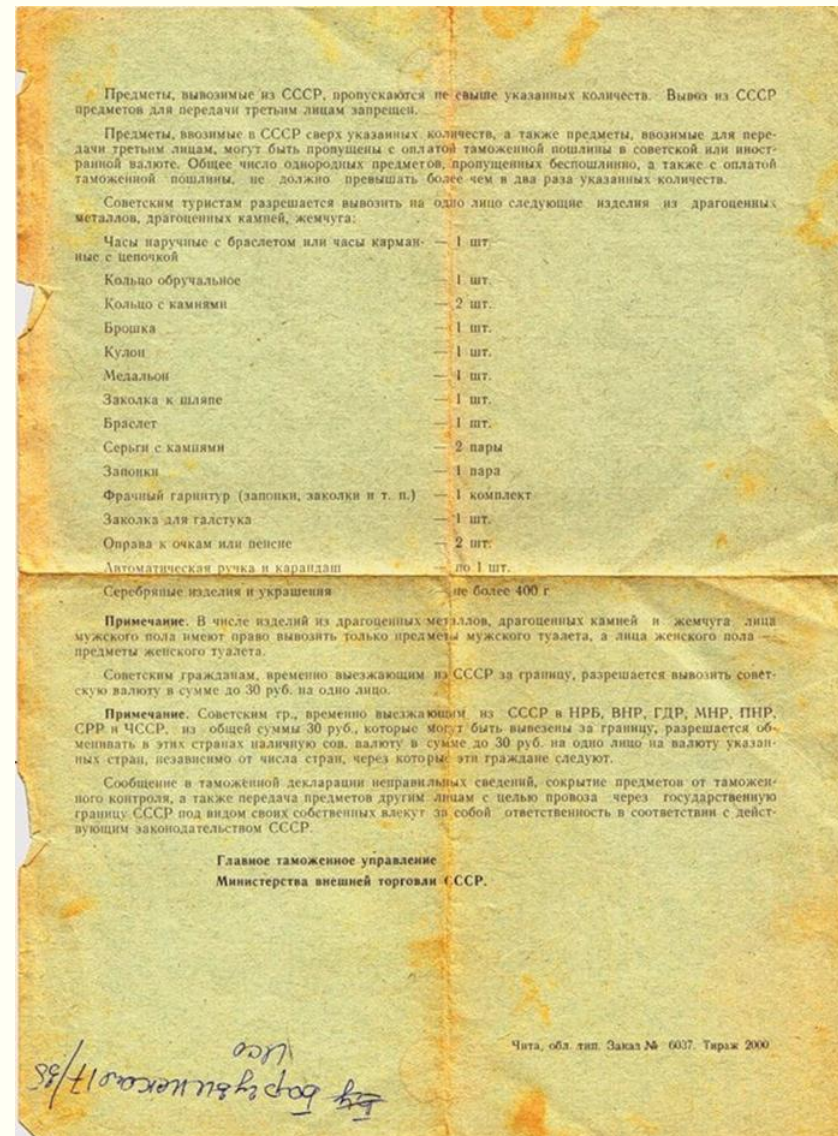 Предметы, вывозимые из СССР, пропускаются не свыше указанных количеств. Вывоз из СССР
предметов для передачи третьим лицам запрещен.
Предметы, ввозимые в СССР сверх указанных количеств, а также предметы, ввозимые для пере-
дачи третьим лицам, могут быть пропущены с оплатой таможенной пошлины в советской или иност-
ранной валюте. Общее число однородных предметов, пропущенных беспошлинно, а также с оплатой
таможенной пошлины, не должно превышать более чем в два раза указанных количеств.
Советским туристам разрешается вывозить на одно лицо следующие изделия из драгоценных
металлов, драгоценных камней, жемчуга:
Часы наручные с браслетом или часы карман- — 1 шт.
ные с цепочкой
Кольцо обручальное 1 шт.
Кольцо с камнями — 2 шт.
Брошка — 1 шт.
Кулон — 1 шт.
Медальон — 1 шт.
Заколка к шляпе — 1 шт.
Браслет — 1 шт.
Серьги с камнями — 2 пары
Запонки — 1 пара
Фрачный гарнитур (запонки, заколки и т. п.) — 1 комплект
Заколка для галстука — 1 шт.
Оправа к очкам или пенсне — 2 шт.
Автоматическая ручка и карандаш — по 1 шт.
Серебряные изделия и украшения — не более 400 г
Примечание. В числе изделий из драгоценных металлов, драгоценных камней и жемчуга лица
мужского пола имеют право вывозить только предметы мужского туалета, а лица женского пола —
предметы женского туалета.
Советским гражданам, временно выезжающим из СССР за границу, разрешается вывозить совет-
скую валюту в сумме до 30 руб. на одно лицо.
Примечание. Советским гр., временно выезжающим из СССР в НРБ, ВНР, ГДР, МНР, ПНР,
СРР и ЧССР, из общей суммы 30 руб., которые могут быть вывезены за границу, разрешается об-
менивать в этих странах наличную сов. валюту в сумме до 30 руб. на одно лицо на валюту указан-
ных стран, независимо от числа стран, через которые эти граждане следуют.
Сообщение в таможенной декларации неправильных сведений, сокрытие предметов от таможен-
ного контроля, а также передача предметов другим лицам с целью провоза через государственную
границу СССР под видом своих собственных влекут за собой ответственность в соответствии с дейст-
вующим законодательством СССР.
Главное таможенное управление
Министерства внешней торговли СССР.
Чита, обл. тип. Заказ № 6037. Тираж 2000